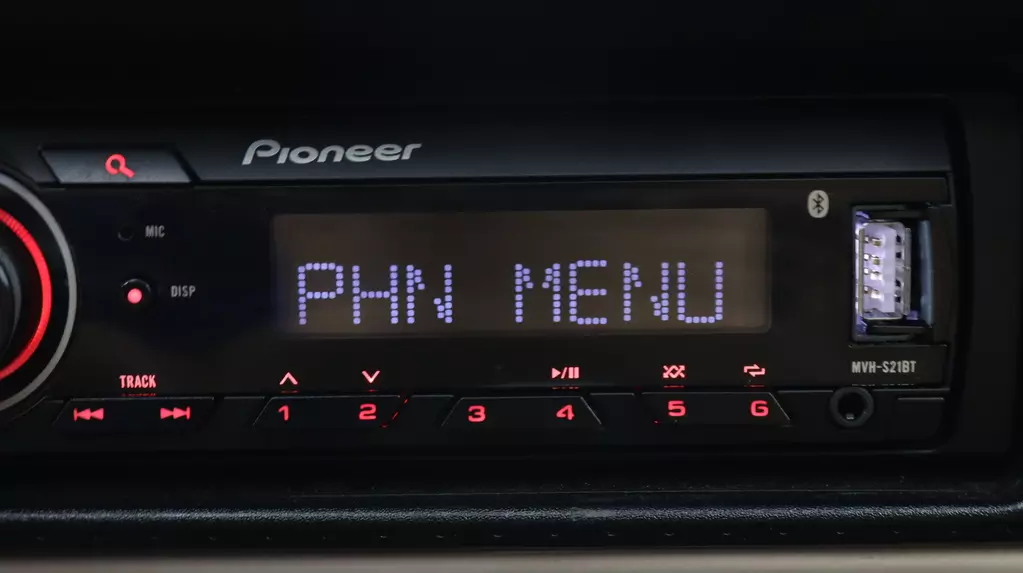 Pioneer
MIC
DISP
PHN MENU
MVH-S21BT
TRACK
1 2 3 4 5 6